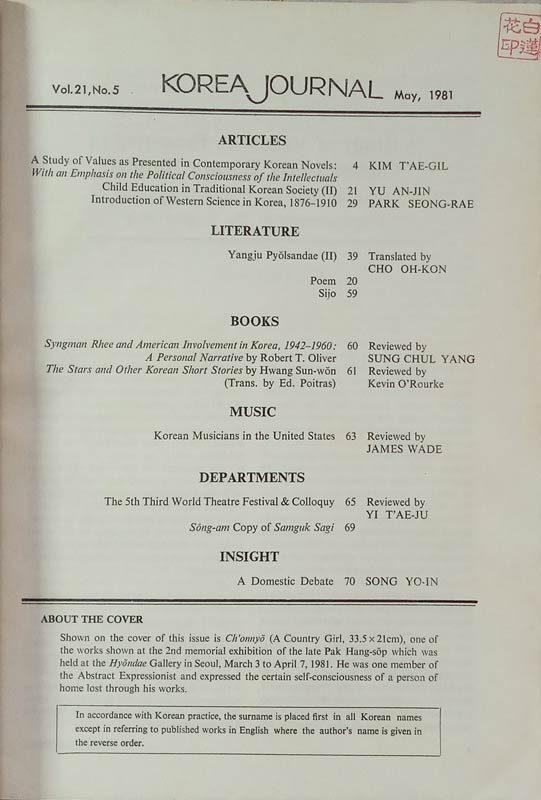 白蓮
花印
Vol.21,No.5 KOREA JOURNAL May, 1981
ARTICLES
A Study of Values as Presented in Contemporary Korean Novels: 4 KIM T'AE-GIL
With an Emphasis on the Political Consciousness of the Intellectuals
Child Education in Traditional Korean Society (II) 21 YU AN-JIN
Introduction of Western Science in Korea, 1876–1910 29 PARK SEONG-RAE
LITERATURE
Yangju Pyŏlsandae (II) 39 Translated by
CHO OH-KON
Poem 20
Sijo 59
BOOKS
Syngman Rhee and American Involvement in Korea, 1942–1960: 60 Reviewed by
A Personal Narrative by Robert T. Oliver SUNG CHUL YANG
The Stars and Other Korean Short Stories by Hwang Sun-wŏn 61 Reviewed by
(Trans. by Ed. Poitras) Kevin O'Rourke
MUSIC
Korean Musicians in the United States 63 Reviewed by
JAMES WADE
DEPARTMENTS
The 5th Third World Theatre Festival & Colloquy 65 Reviewed by
YI T'AE-JU
Sŏng-am Copy of Samguk Sagi 69
INSIGHT
A Domestic Debate 70 SONG YO-IN
ABOUT THE COVER
Shown on the cover of this issue is Ch'onnyŏ (A Country Girl, 33.5 × 21cm), one of
the works shown at the 2nd memorial exhibition of the late Pak Hang-sŏp which was
held at the Hyŏndae Gallery in Seoul, March 3 to April 7, 1981. He was one member of
the Abstract Expressionist and expressed the certain self-consciousness of a person of
home lost through his works.
In accordance with Korean practice, the surname is placed first in all Korean names
except in referring to published works in English where the author's name is given in
the reverse order.